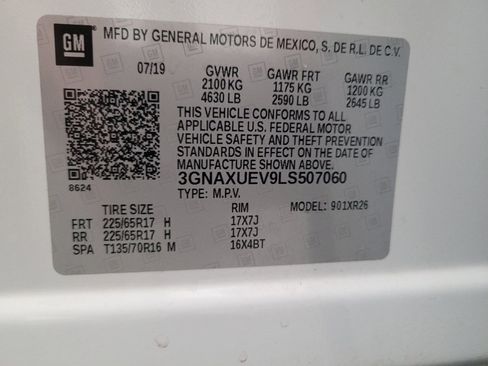 GM
MFD BY GENERAL MOTORS DE MEXICO, S. DE R.L. DE C.V.
07/19 GVWR GAWR FRT GAWR RR
2100 KG 1175 KG 1200 KG
4630 LB 2590 LB 2645 LB
THIS VEHICLE CONFORMS TO ALL
APPLICABLE U.S. FEDERAL MOTOR
VEHICLE SAFETY AND THEFT PREVENTION
STANDARDS IN EFFECT ON THE DATE OF
MANUFACTURE SHOWN ABOVE.
8624 3GNAXUEV9LS507060
TYPE: M.P.V. MODEL: 901XR26
TIRE SIZE RIM
FRT 225/65R17 H 17X7J
RR 225/65R17 H 17X7J
SPA T135/70R16 M 16X4BT